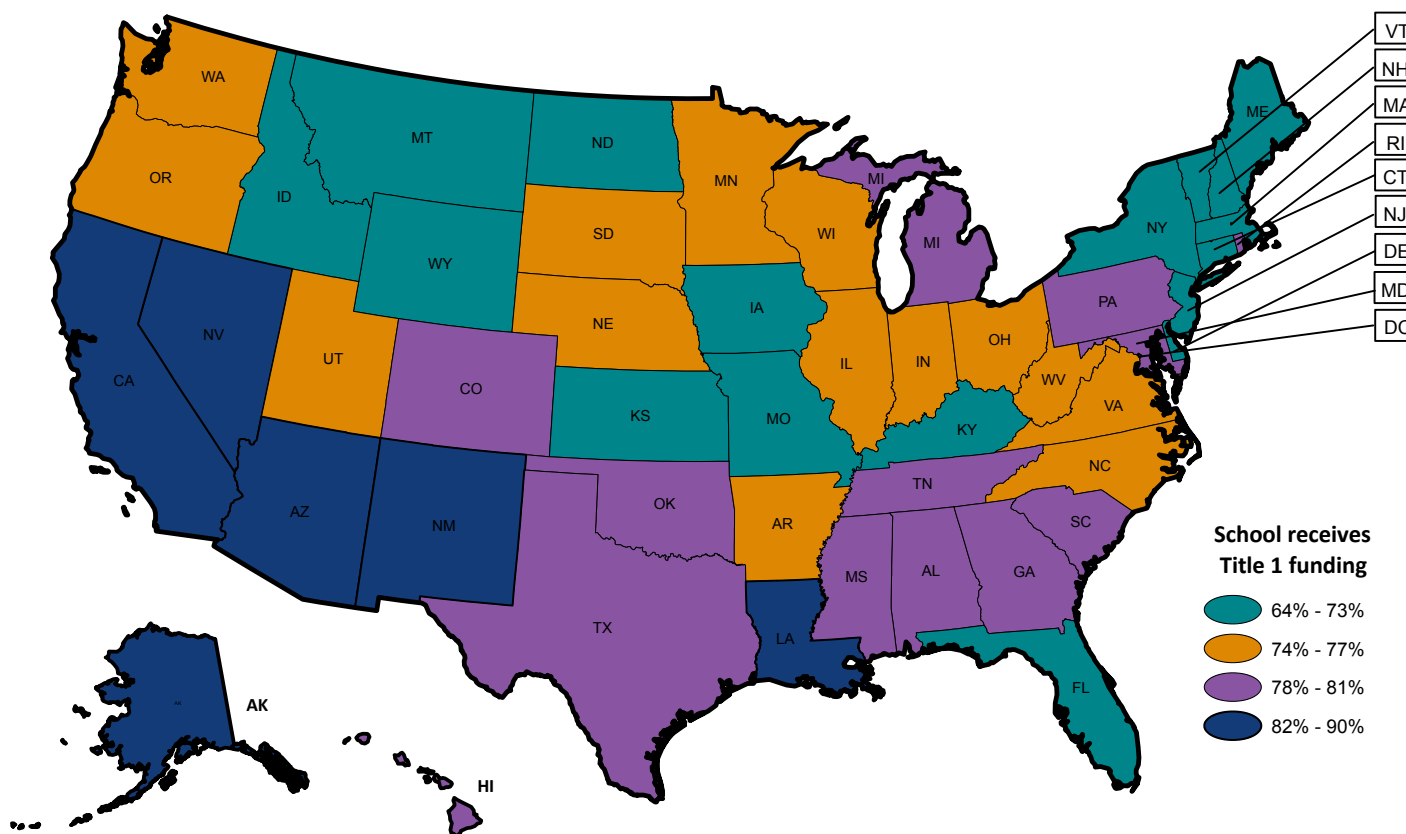 VT
NH
MA
RI
CT
NJ
DE
MD
DC
WA
OR
ID
MT
ND
MN
SD
WY
WI
MI
MI
ME
NY
NV
CA
UT
CO
NE
IA
KS
MO
IL
IN
OH
PA
WV
VA
KY
NC
TN
SC
AZ
NM
OK
AR
TX
LA
MS
AL
GA
FL
AK
HI
School receives
Title 1 funding
64% - 73%
74% - 77%
78% - 81%
82% - 90%